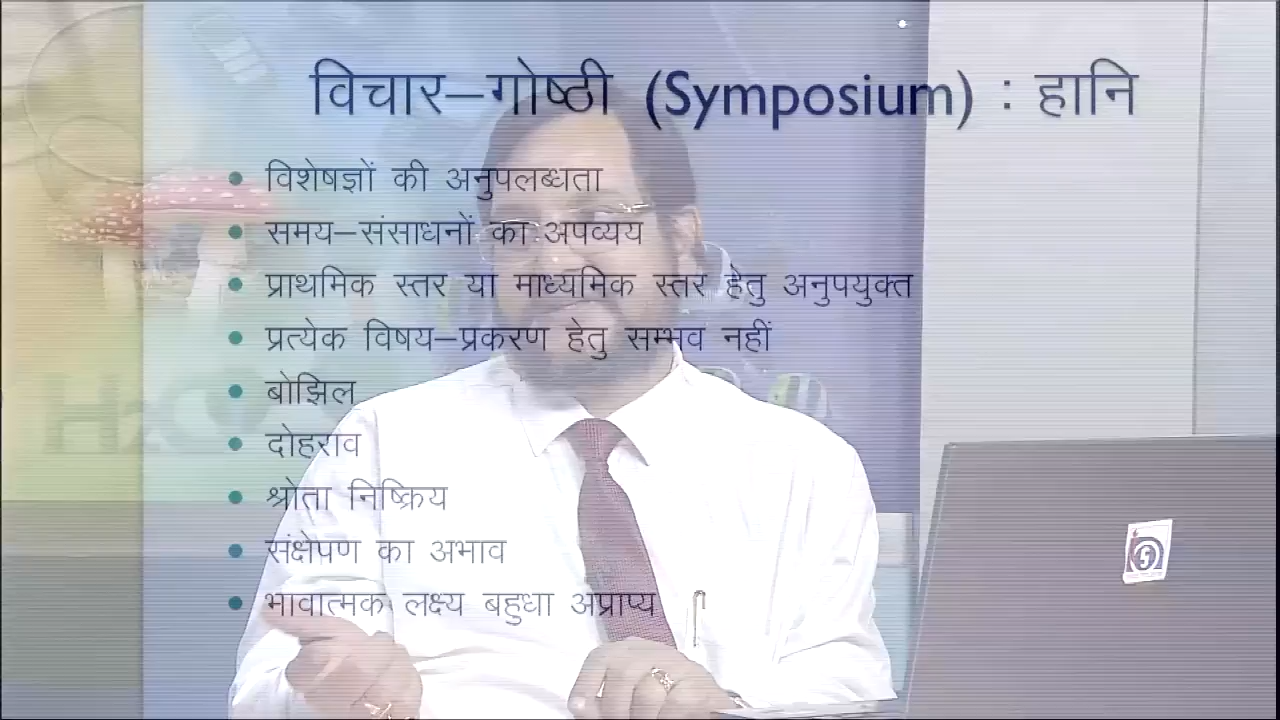 विचार–गोष्ठी (Symposium) : हानि
• विशेषज्ञों की अनुपलब्धता
• समय–संसाधनों का अपव्यय
• प्राथमिक स्तर या माध्यमिक स्तर हेतु अनुपयुक्त
• प्रत्येक विषय–प्रकरण हेतु सम्भव नहीं
• बोझिल
• दोहराव
• श्रोता निष्क्रिय
• संक्षेपण का अभाव
• भावात्मक लक्ष्य बहुधा अप्राप्य
H₂O